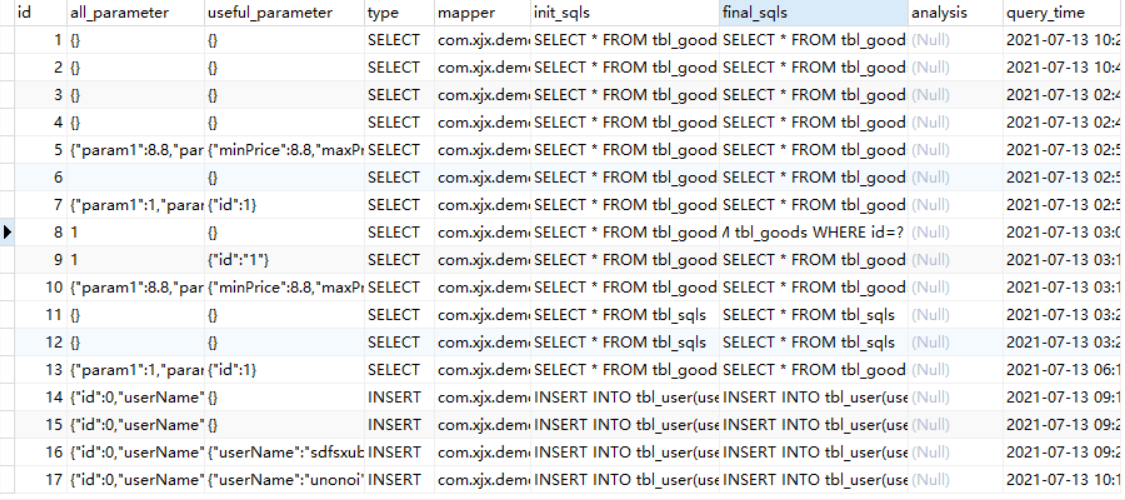 id all_parameter useful_parameter type mapper init_sqls final_sqls analysis query_time
1 {} {} SELECT com.xjx.dem SELECT * FROM tbl_good SELECT * FROM tbl_good (Null) 2021-07-13 10:2
2 {} {} SELECT com.xjx.dem SELECT * FROM tbl_good SELECT * FROM tbl_good (Null) 2021-07-13 10:4
3 {} {} SELECT com.xjx.dem SELECT * FROM tbl_good SELECT * FROM tbl_good (Null) 2021-07-13 02:4
4 {} {} SELECT com.xjx.dem SELECT * FROM tbl_good SELECT * FROM tbl_good (Null) 2021-07-13 02:4
5 {"param1":8.8,"par {"minPrice":8.8,"maxPr SELECT com.xjx.dem SELECT * FROM tbl_good SELECT * FROM tbl_good (Null) 2021-07-13 02:5
6 {} SELECT com.xjx.dem SELECT * FROM tbl_good SELECT * FROM tbl_good (Null) 2021-07-13 02:5
7 {"param1":1,"parar {"id":1} SELECT com.xjx.dem SELECT * FROM tbl_good SELECT * FROM tbl_good (Null) 2021-07-13 02:5
8 1 {} SELECT com.xjx.dem SELECT * FROM tbl_good M tbl_goods WHERE id=? (Null) 2021-07-13 03:0
9 1 {"id":"1"} SELECT com.xjx.dem SELECT * FROM tbl_good SELECT * FROM tbl_good (Null) 2021-07-13 03:1
10 {"param1":8.8,"par {"minPrice":8.8,"maxPr SELECT com.xjx.dem SELECT * FROM tbl_good SELECT * FROM tbl_good (Null) 2021-07-13 03:1
11 {} {} SELECT com.xjx.dem SELECT * FROM tbl_sqls SELECT * FROM tbl_sqls (Null) 2021-07-13 03:2
12 {} {} SELECT com.xjx.dem SELECT * FROM tbl_sqls SELECT * FROM tbl_sqls (Null) 2021-07-13 03:2
13 {"param1":1,"parar {"id":1} SELECT com.xjx.dem SELECT * FROM tbl_good SELECT * FROM tbl_good (Null) 2021-07-13 06:1
14 {"id":0,"userName" {} INSERT com.xjx.dem INSERT INTO tbl_user(use INSERT INTO tbl_user(use (Null) 2021-07-13 09:1
15 {"id":0,"userName" {} INSERT com.xjx.dem INSERT INTO tbl_user(use INSERT INTO tbl_user(use (Null) 2021-07-13 09:2
16 {"id":0,"userName" {"userName":"sdfsxub INSERT com.xjx.dem INSERT INTO tbl_user(use INSERT INTO tbl_user(use (Null) 2021-07-13 09:2
17 {"id":0,"userName" {"userName":"unonoi" INSERT com.xjx.dem INSERT INTO tbl_user(use INSERT INTO tbl_user(use (Null) 2021-07-13 10:1